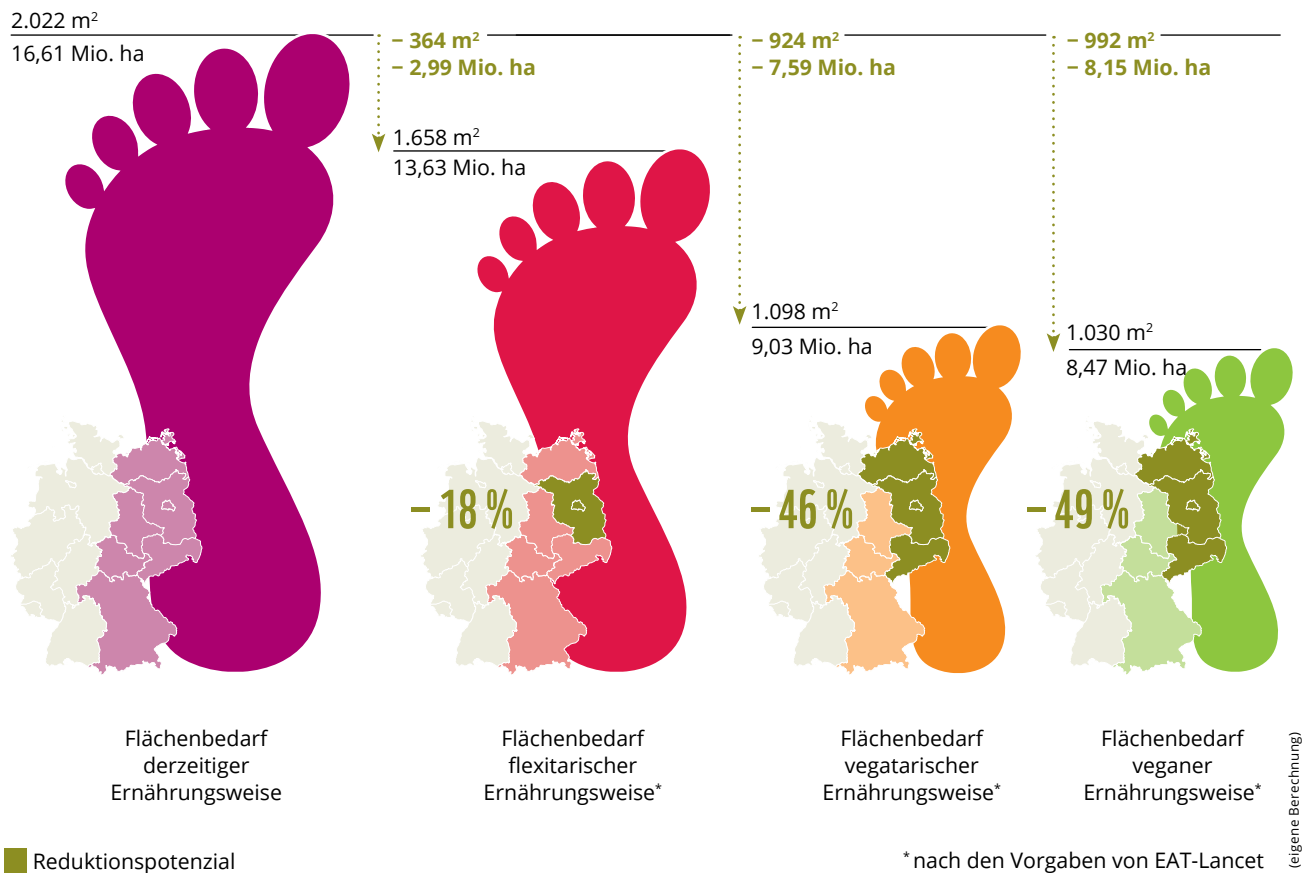 2.022 m²
16,61 Mio. ha
– 364 m²
– 2,99 Mio. ha
– 924 m²
– 7,59 Mio. ha
– 992 m²
– 8,15 Mio. ha
1.658 m²
13,63 Mio. ha
1.098 m²
9,03 Mio. ha
1.030 m²
8,47 Mio. ha
– 18 %
– 46 %
– 49 %
Flächenbedarf
derzeitiger
Ernährungsweise
Flächenbedarf
flexitarischer
Ernährungsweise*
Flächenbedarf
vegatarischer
Ernährungsweise*
Flächenbedarf
veganer
Ernährungsweise*
(eigene Berechnung)
Reduktionspotenzial
* nach den Vorgaben von EAT-Lancet